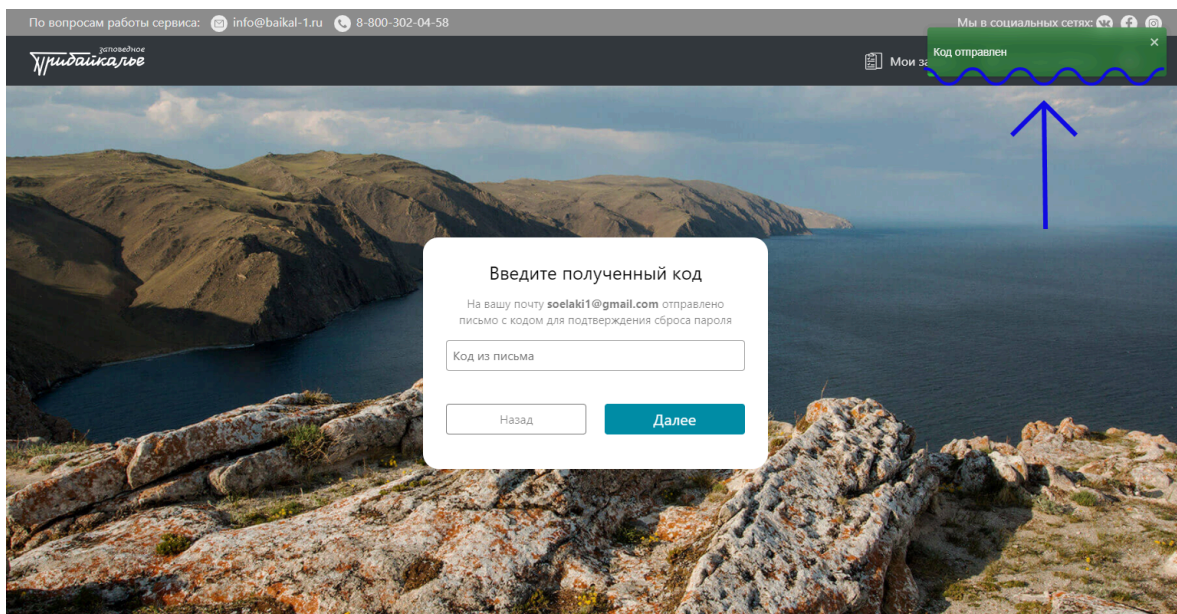 По вопросам работы сервиса: info@baikal-1.ru 8-800-302-04-58 Мы в социальных сетях:
заповедное
Прибайкалье
Мои за
Код отправлен
Введите полученный код
На вашу почту soelaki1@gmail.com отправлено
письмо с кодом для подтверждения сброса пароля
Код из письма
Назад Далее